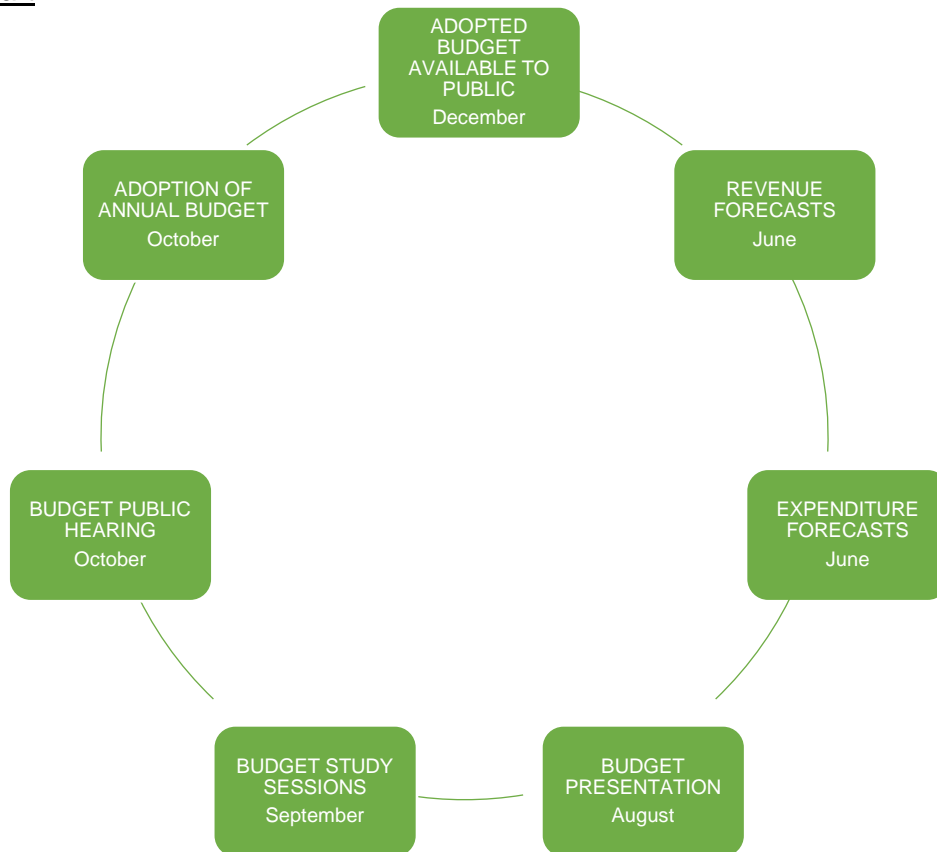 ADOPTED
BUDGET
AVAILABLE TO
PUBLIC
December
REVENUE
FORECASTS
June
EXPENDITURE
FORECASTS
June
BUDGET
PRESENTATION
August
BUDGET STUDY
SESSIONS
September
BUDGET PUBLIC
HEARING
October
ADOPTION OF
ANNUAL BUDGET
October